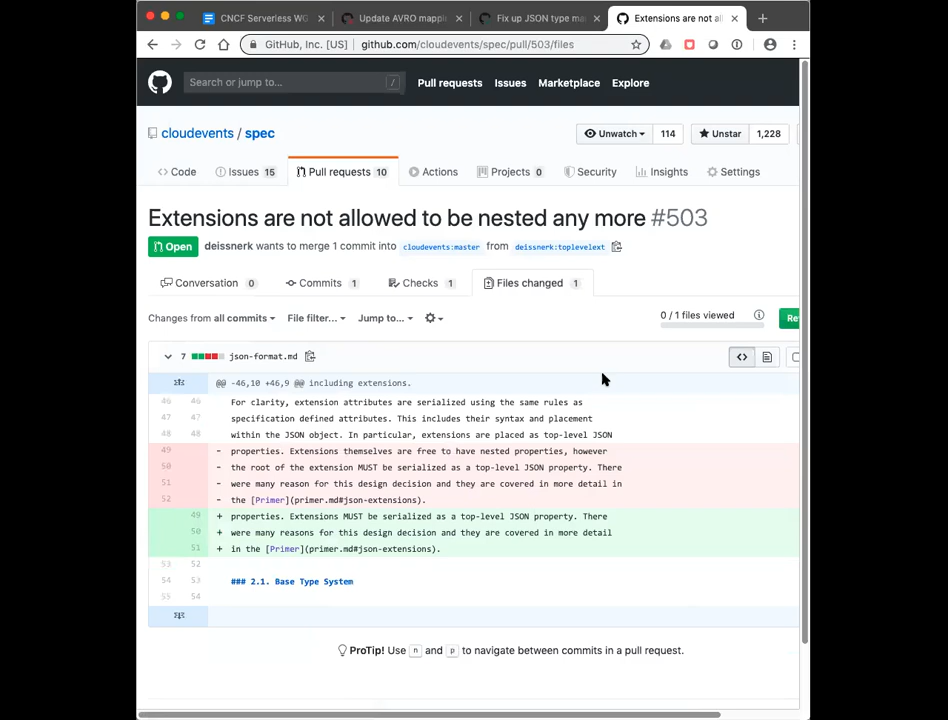 CNCF Serverless WG
Update AVRO mappi
Fix up JSON type ma
Extensions are not al
GitHub, Inc. [US] github.com/cloudevents/spec/pull/503/files
Search or jump to... /
Pull requests Issues Marketplace Explore
cloudevents / spec
Unwatch 114 Unstar 1,228
Code Issues 15 Pull requests 10 Actions Projects 0 Security Insights Settings
Extensions are not allowed to be nested any more #503
Open deissnerk wants to merge 1 commit into cloudevents:master from deissnerk:toplevelext
Conversation 0 Commits 1 Checks 1 Files changed 1
Changes from all commits File filter... Jump to... 0 / 1 files viewed Re
7 json-format.md
@@ -46,10 +46,9 @@ including extensions.
46 46 For clarity, extension attributes are serialized using the same rules as
47 47 specification defined attributes. This includes their syntax and placement
48 48 within the JSON object. In particular, extensions are placed as top-level JSON
49 - properties. Extensions themselves are free to have nested properties, however
50 - the root of the extension MUST be serialized as a top-level JSON property. There
51 - were many reason for this design decision and they are covered in more detail in
52 - the [Primer](primer.md#json-extensions).
49 + properties. Extensions MUST be serialized as a top-level JSON property. There
50 + were many reasons for this design decision and they are covered in more detail
51 + in the [Primer](primer.md#json-extensions).
53 52
54 53 ### 2.1. Base Type System
55 54
ProTip! Use n and p to navigate between commits in a pull request.